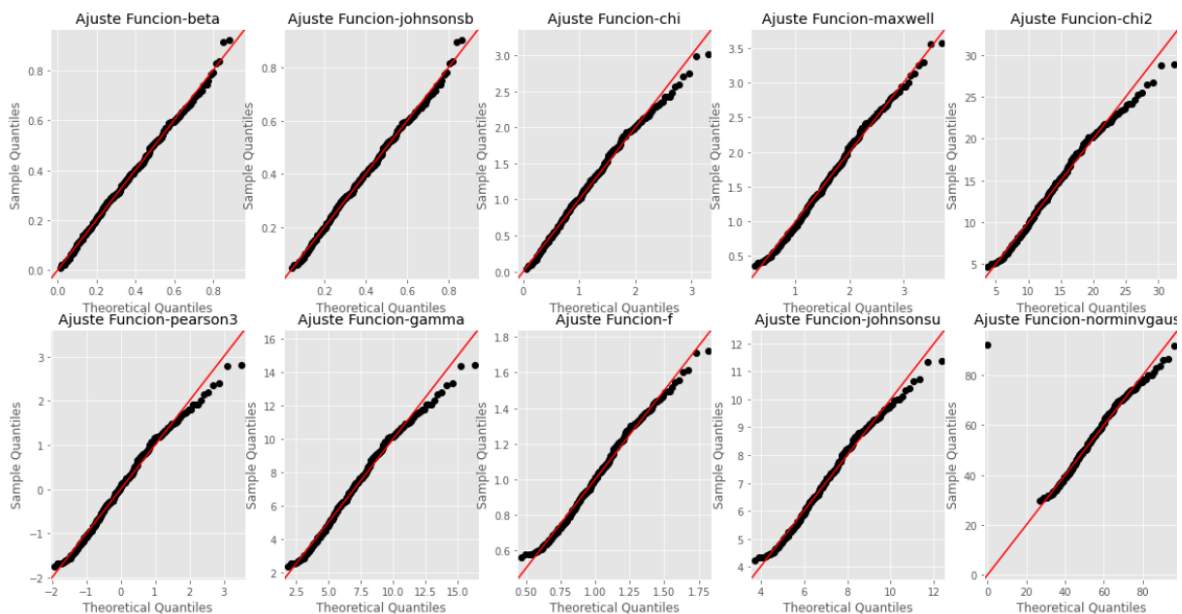 Ajuste Funcion-beta Ajuste Funcion-johnsonsb Ajuste Funcion-chi Ajuste Funcion-maxwell Ajuste Funcion-chi2
Sample Quantiles Sample Quantiles Sample Quantiles Sample Quantiles Sample Quantiles
0.8 0.8 3.0 3.5 30
0.6 0.6 2.5 3.0 25
0.4 0.4 2.0 2.5 20
0.2 0.2 1.5 2.0 15
0.0 1.0 1.5 10
0.5 1.0 5
0.0 0.5
0.0 0.2 0.4 0.6 0.8 0.2 0.4 0.6 0.8 0 1 2 3 1 2 3 5 10 15 20 25 30
Theoretical Quantiles Theoretical Quantiles Theoretical Quantiles Theoretical Quantiles Theoretical Quantiles
Ajuste Funcion-pearson3 Ajuste Funcion-gamma Ajuste Funcion-f Ajuste Funcion-johnsonsu Ajuste Funcion-norminvgaus
Sample Quantiles Sample Quantiles Sample Quantiles Sample Quantiles Sample Quantiles
3 16 1.8 12 80
2 14 1.6 11 60
1 12 1.4 10 40
0 10 1.2 9 20
−1 8 1.0 8 0
−2 6 0.8 7
4 0.6 6
2 5
4
−2 −1 0 1 2 3 2.5 5.0 7.5 10.0 12.5 15.0 0.50 0.75 1.00 1.25 1.50 1.75 4 6 8 10 12 0 20 40 60 80
Theoretical Quantiles Theoretical Quantiles Theoretical Quantiles Theoretical Quantiles Theoretical Quantiles